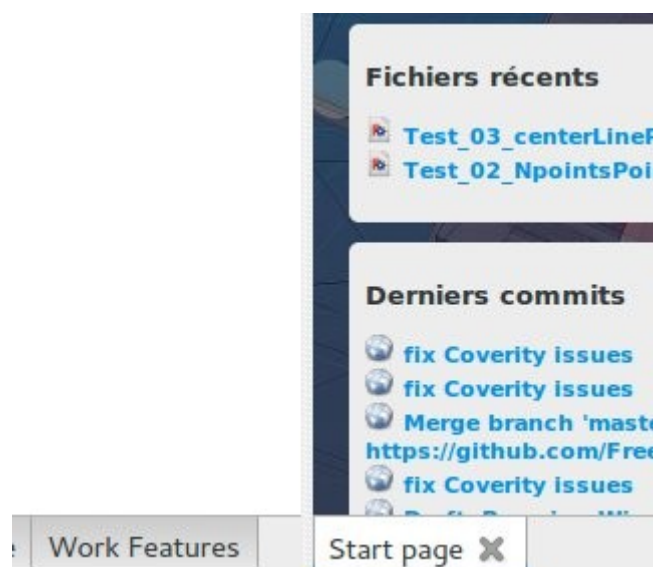 Fichiers récents
Test_03_centerLineP
Test_02_NpointsPoi
Derniers commits
fix Coverity issues
fix Coverity issues
Merge branch 'maste
https://github.com/Free
fix Coverity issues
Work Features
Start page